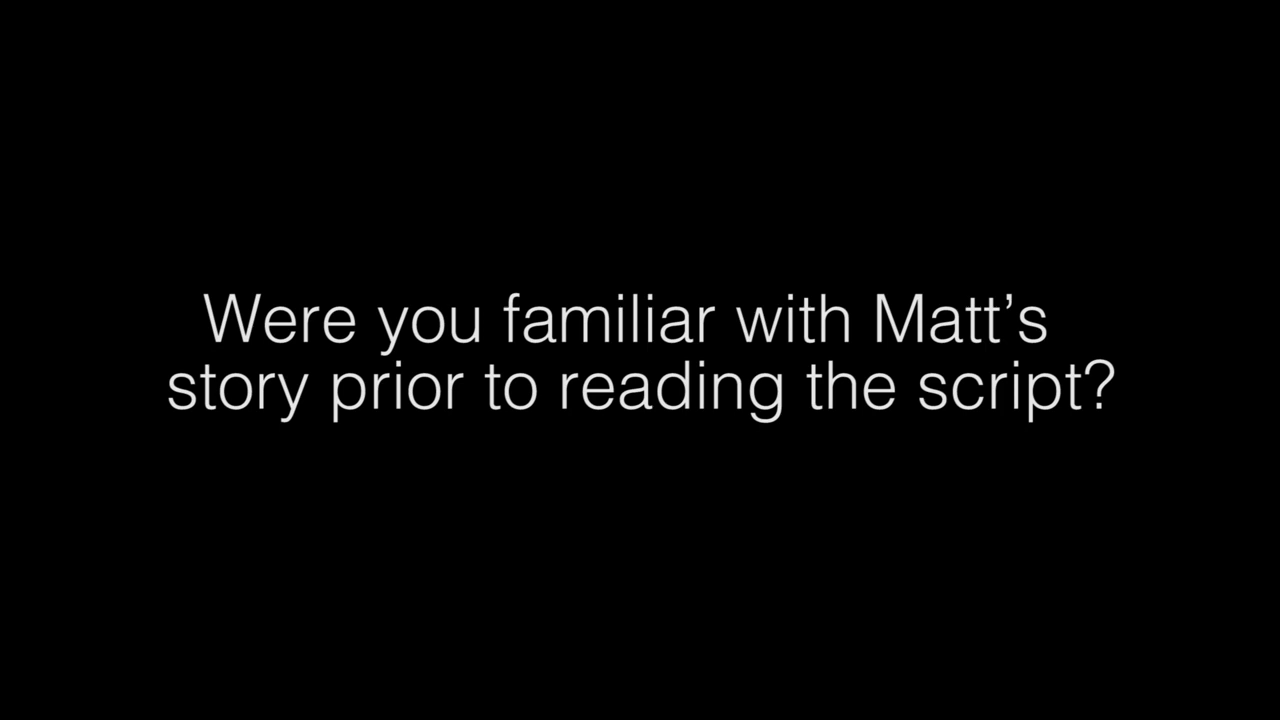 Were you familiar with Matt’s
story prior to reading the script?